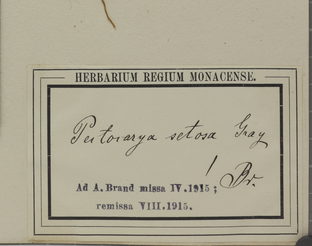 HERBARIUM REGIUM MONACENSE.
Pectocarya setosa Gray
! Br.
Ad A. Brand missa IV. 1915 ;
remissa VIII. 1915.